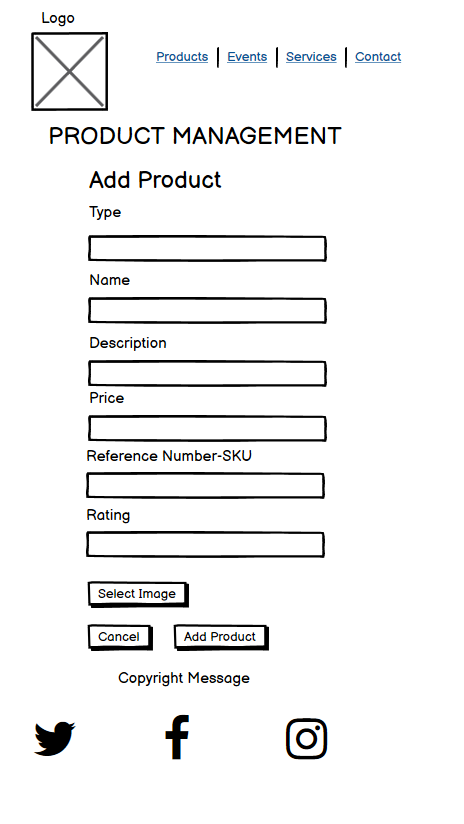 Logo
Products | Events | Services | Contact
PRODUCT MANAGEMENT
Add Product
Type
Name
Description
Price
Reference Number-SKU
Rating
Select Image
Cancel Add Product
Copyright Message